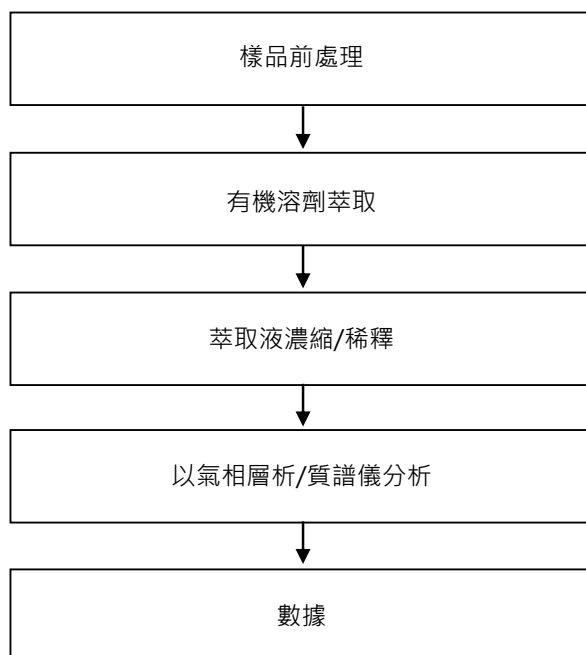 樣品前處理
有機溶劑萃取
萃取液濃縮/稀釋
以氣相層析/質譜儀分析
數據